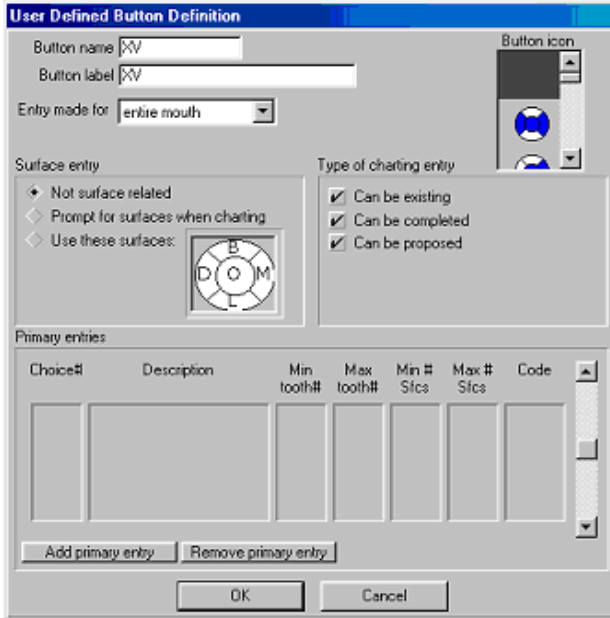 User Defined Button Definition
Button name XV
Button label XV
Entry made for entire mouth
Button icon
Surface entry
Not surface related
Prompt for surfaces when charting
Use these surfaces:
B
D O M
L
Type of charting entry
Can be existing
Can be completed
Can be proposed
Primary entries
Choice# Description Min tooth# Max tooth# Min # Sfcs Max # Sfcs Code
Add primary entry Remove primary entry
OK Cancel